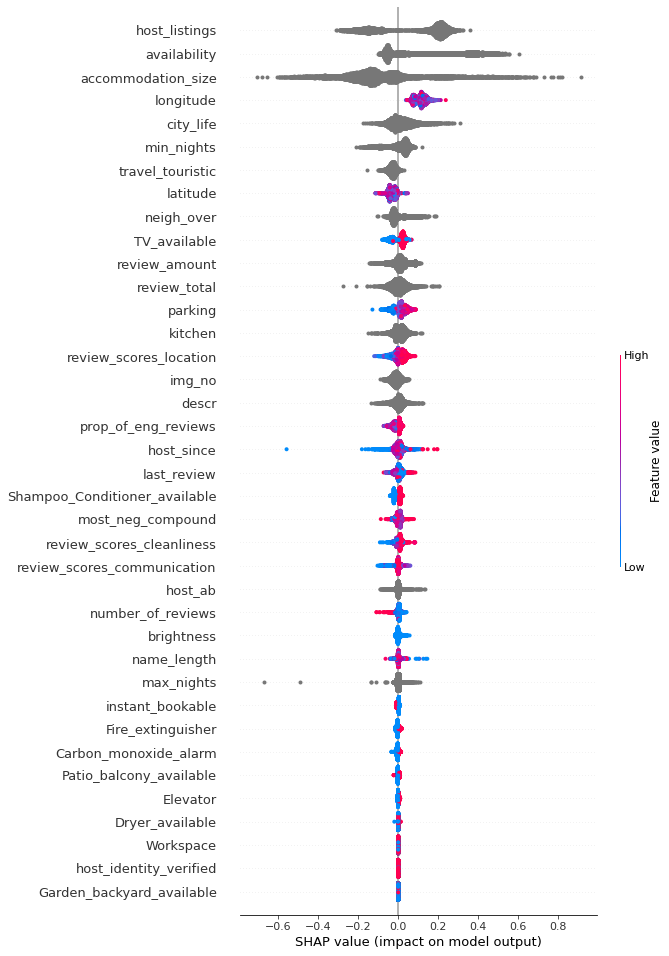 host_listings
availability
accommodation_size
longitude
city_life
min_nights
travel_touristic
latitude
neigh_over
TV_available
review_amount
review_total
parking
kitchen
review_scores_location
img_no
descr
prop_of_eng_reviews
host_since
last_review
Shampoo_Conditioner_available
most_neg_compound
review_scores_cleanliness
review_scores_communication
host_ab
number_of_reviews
brightness
name_length
max_nights
instant_bookable
Fire_extinguisher
Carbon_monoxide_alarm
Patio_balcony_available
Elevator
Dryer_available
Workspace
host_identity_verified
Garden_backyard_available
−0.6 −0.4 −0.2 0.0 0.2 0.4 0.6 0.8
SHAP value (impact on model output)
High
Feature value
Low